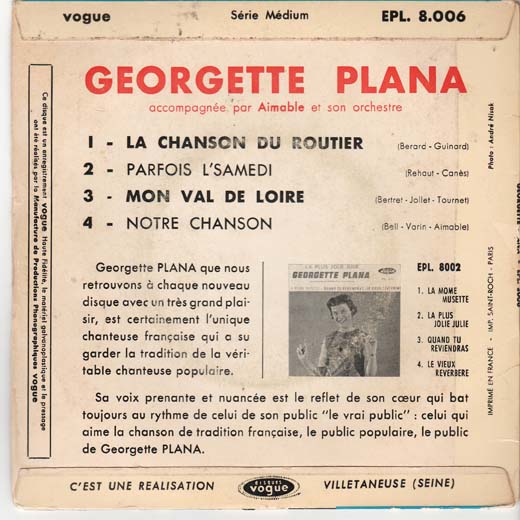 vogue Série Médium EPL. 8.006
GEORGETTE PLANA
accompagnée par Aimable et son orchestre
1 - LA CHANSON DU ROUTIER (Berard - Guinard)
2 - PARFOIS L'SAMEDI (Rehaut - Canès)
3 - MON VAL DE LOIRE (Bertret - Jollet - Tournet)
4 - NOTRE CHANSON (Bell - Varin - Aimable)
Georgette PLANA que nous
retrouvons à chaque nouveau
disque avec un très grand plai-
sir, est certainement l'unique
chanteuse française qui a su
garder la tradition de la véri-
table chanteuse populaire.
LA PLUS JOLIE JULIE
GEORGETTE PLANA
EPL. 8002
1. LA MOME
MUSETTE
2. LA PLUS
JOLIE JULIE
3. QUAND TU
REVIENDRAS
4. LE VIEUX
REVERBERE
Sa voix prenante et nuancée est le reflet de son cœur qui bat
toujours au rythme de celui de son public "le vrai public" : celui qui
aime la chanson de tradition française, le public populaire, le public
de Georgette PLANA.
C'EST UNE REALISATION DISQUES vogue VILLETANEUSE (SEINE)
Ce disque est un enregistrement vogue Haute Fidélité, le matériel galvanoplastique et le pressage
ont été réalisés par la Manufacture de Productions Phonographiques vogue
Photo : André Nisak
IMPRIMÉ EN FRANCE - IMP. SAINT-ROCH - PARIS